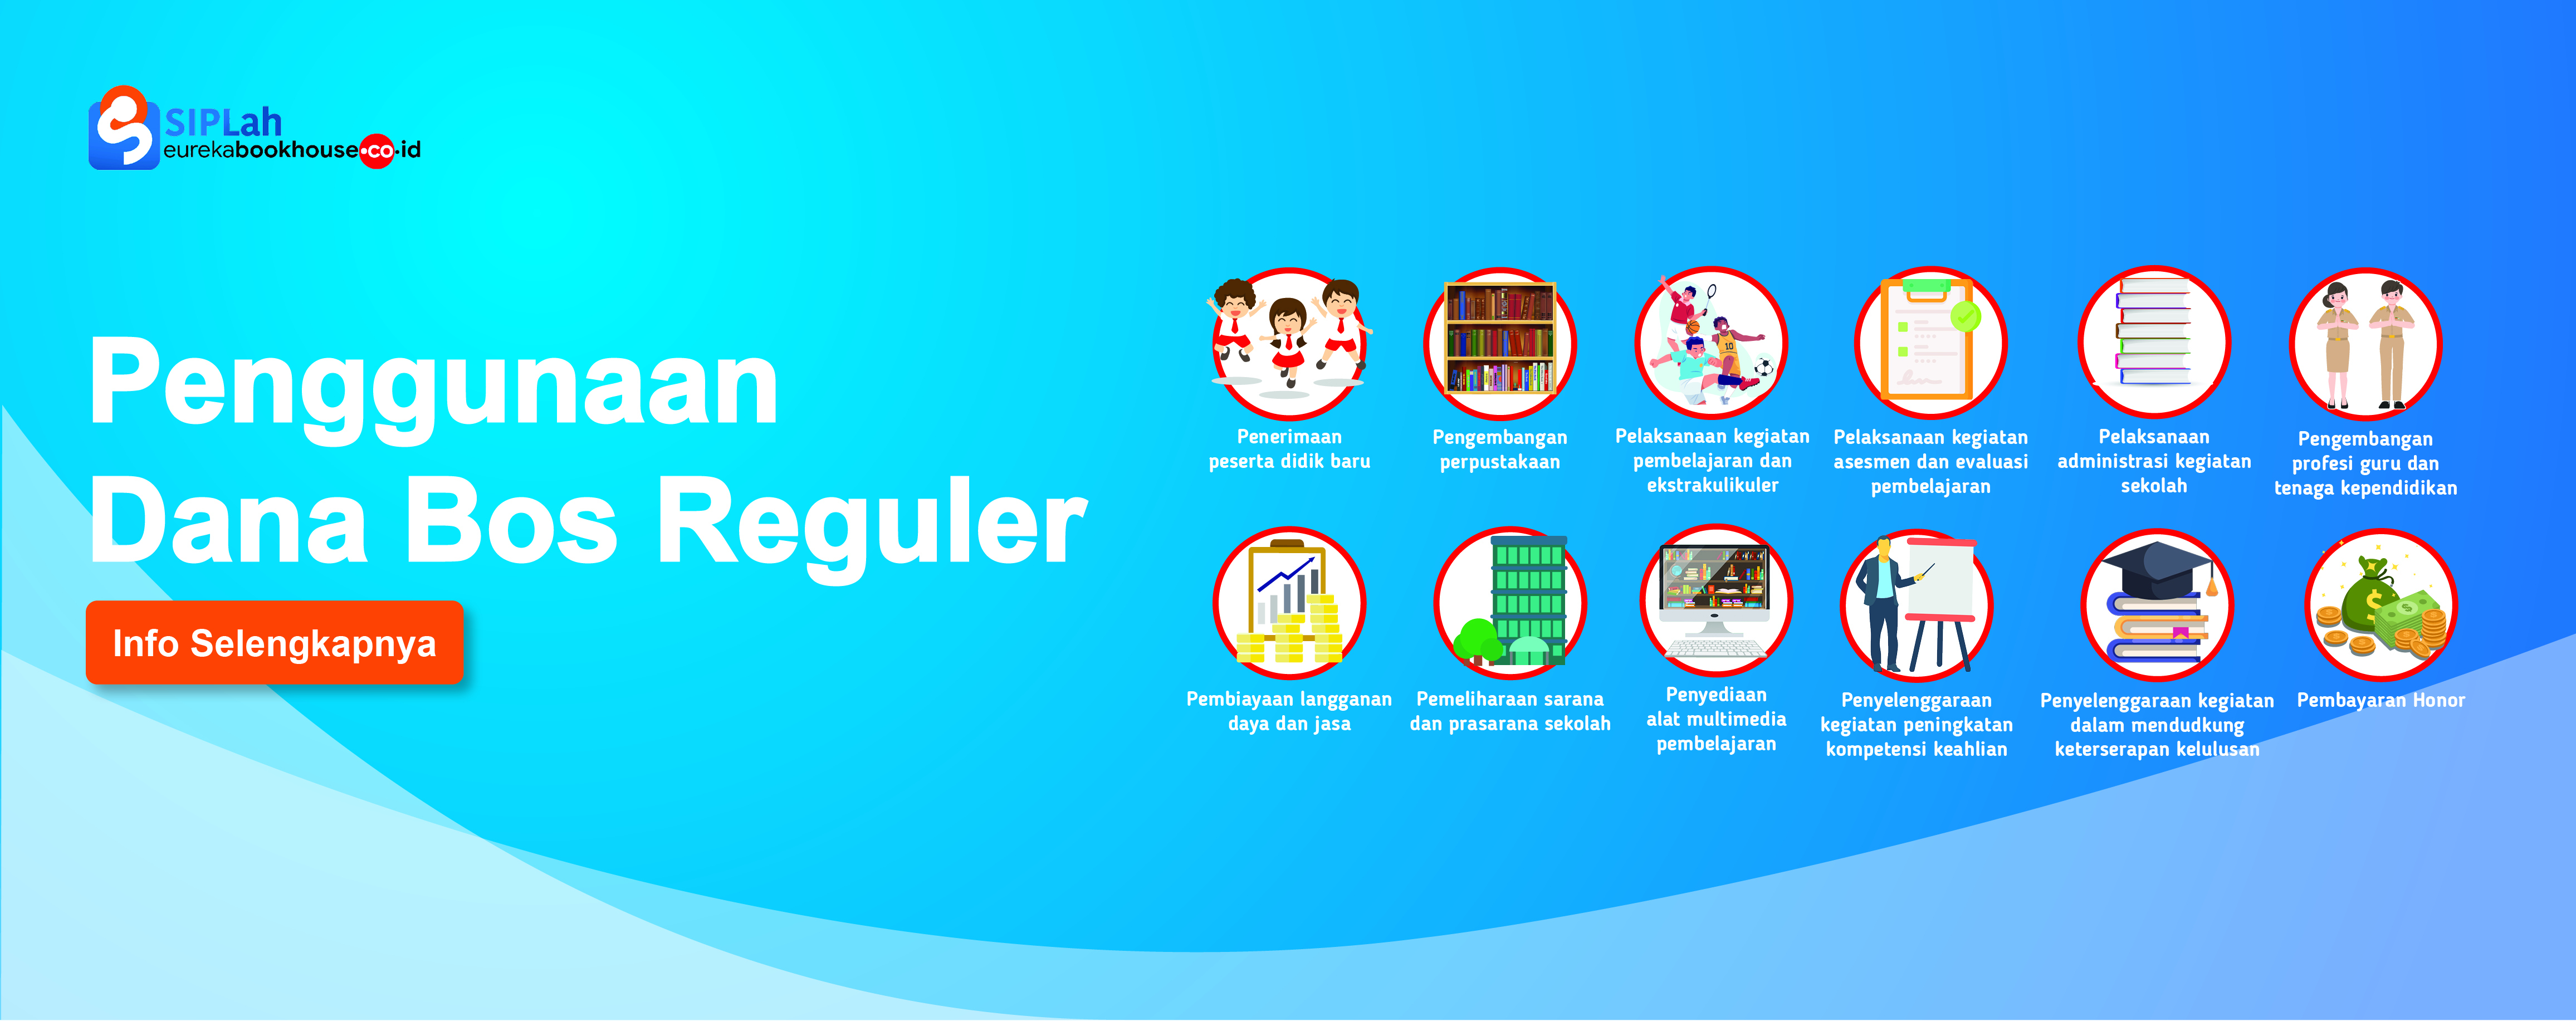 SIPLah
eurekabookhouse.co.id
Penggunaan
Dana Bos Reguler
Info Selengkapnya
Penerimaan
peserta didik baru
Pengembangan
perpustakaan
Pelaksanaan kegiatan
pembelajaran dan
ekstrakulikuler
10
Pelaksanaan kegiatan
asesmen dan evaluasi
pembelajaran
Pelaksanaan
administrasi kegiatan
sekolah
Pengembangan
profesi guru dan
tenaga kependidikan
Pembiayaan langganan
daya dan jasa
Pemeliharaan sarana
dan prasarana sekolah
Penyediaan
alat multimedia
pembelajaran
Penyelenggaraan
kegiatan peningkatan
kompetensi keahlian
Penyelenggaraan kegiatan
dalam mendudkung
keterserapan kelulusan
Pembayaran Honor